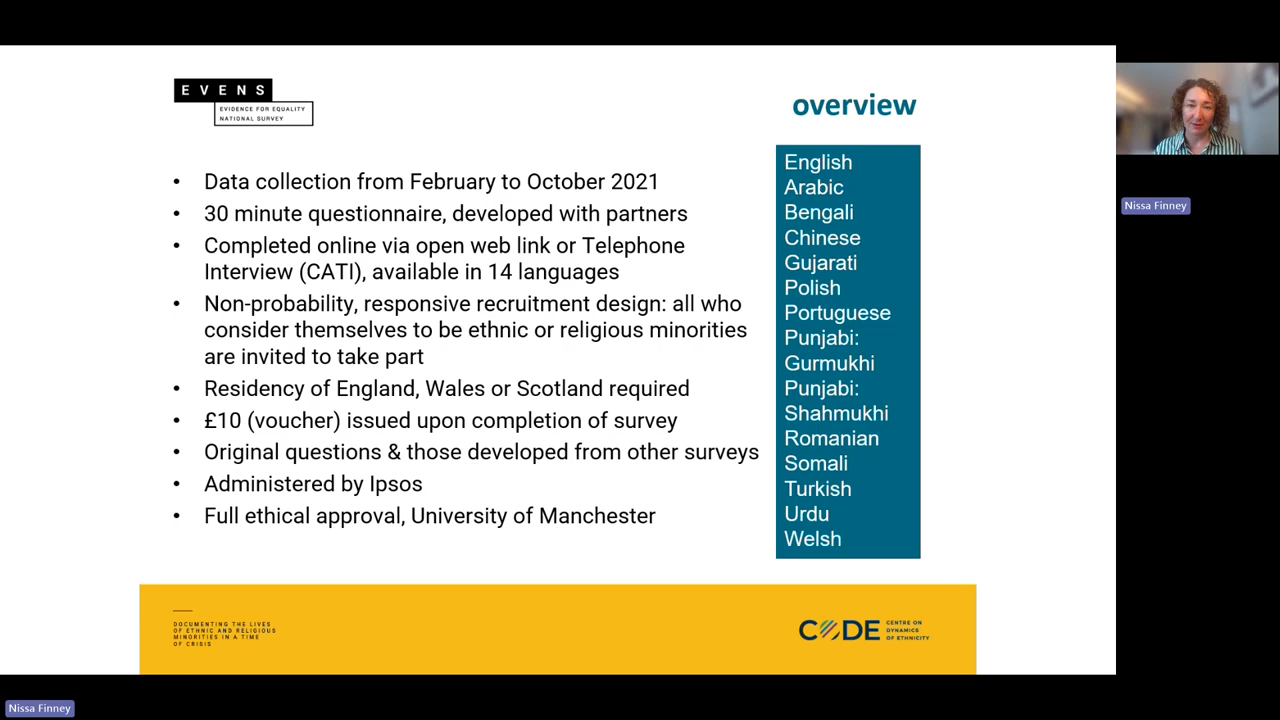 EVENS
EVIDENCE FOR EQUALITY
NATIONAL SURVEY
overview
• Data collection from February to October 2021
• 30 minute questionnaire, developed with partners
• Completed online via open web link or Telephone
Interview (CATI), available in 14 languages
• Non-probability, responsive recruitment design: all who
consider themselves to be ethnic or religious minorities
are invited to take part
• Residency of England, Wales or Scotland required
• £10 (voucher) issued upon completion of survey
• Original questions & those developed from other surveys
• Administered by Ipsos
• Full ethical approval, University of Manchester
English
Arabic
Bengali
Chinese
Gujarati
Polish
Portuguese
Punjabi:
Gurmukhi
Punjabi:
Shahmukhi
Romanian
Somali
Turkish
Urdu
Welsh
DOCUMENTING THE LIVES
OF ETHNIC AND RELIGIOUS
MINORITIES IN A TIME
OF CRISIS
CODE
CENTRE ON
DYNAMICS
OF ETHNICITY
Nissa Finney
Nissa Finney